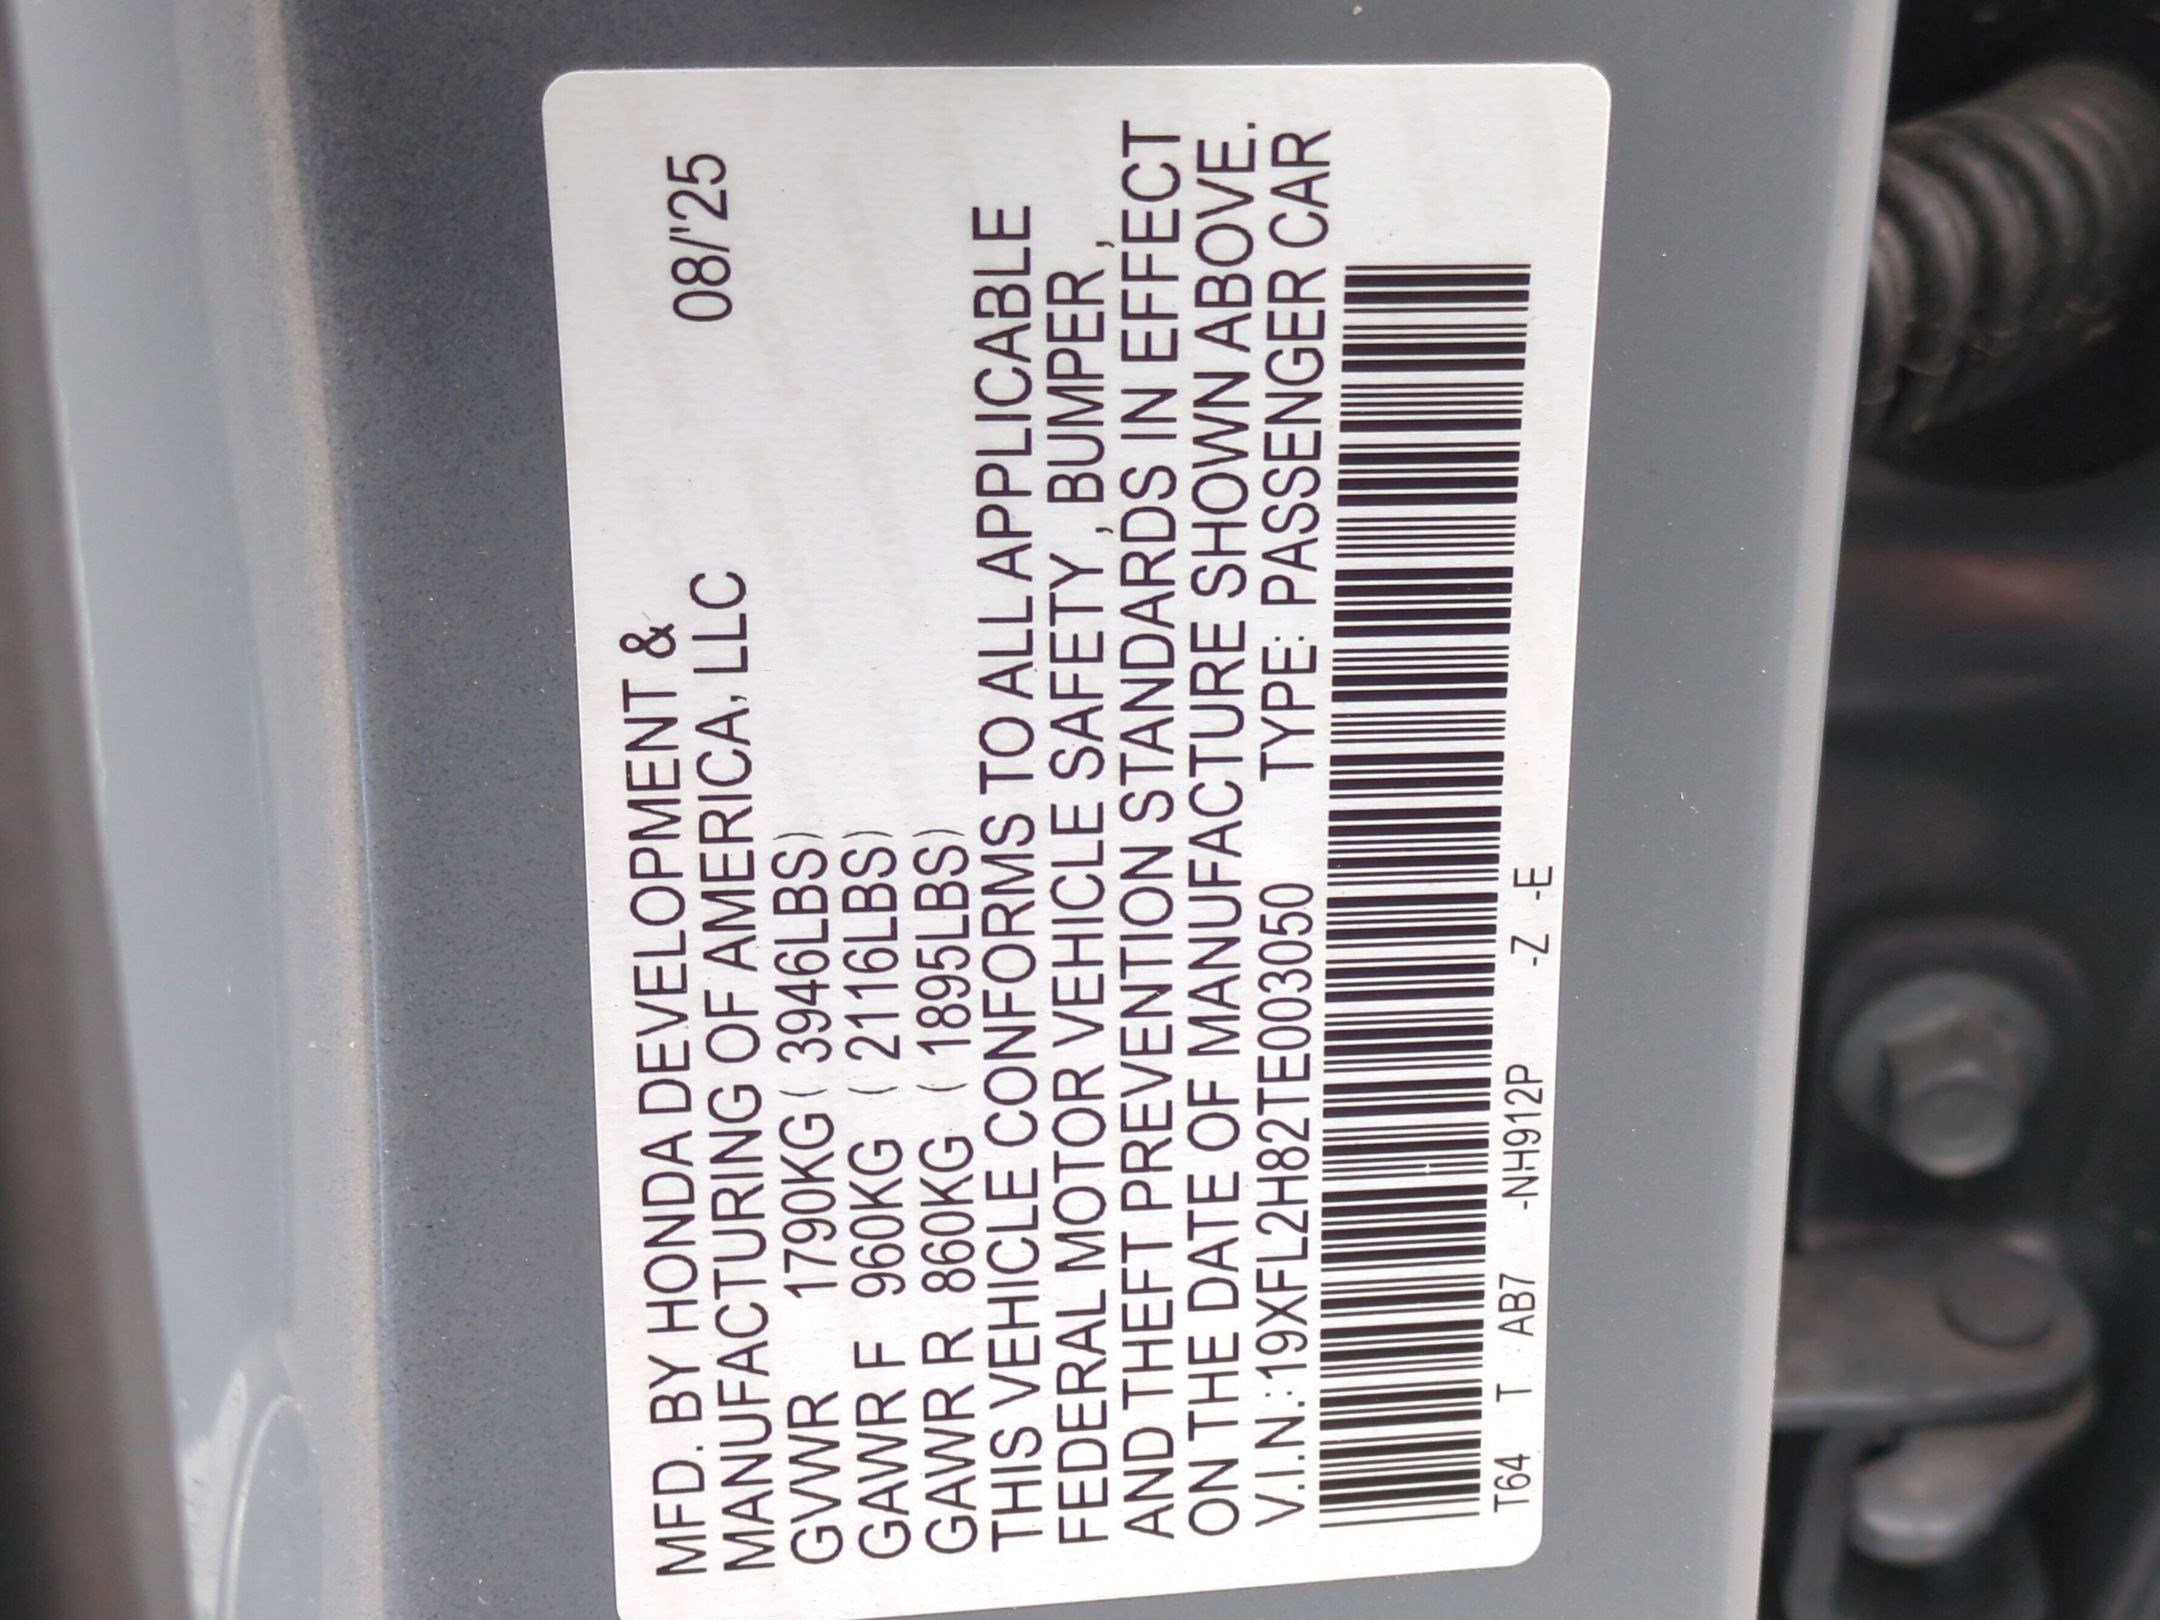 MFD. BY HONDA DEVELOPMENT &
MANUFACTURING OF AMERICA, LLC 08/'25
GVWR 1790KG ( 3946LBS)
GAWR F 960KG ( 2116LBS)
GAWR R 860KG ( 1895LBS)
THIS VEHICLE CONFORMS TO ALL APPLICABLE
FEDERAL MOTOR VEHICLE SAFETY , BUMPER ,
AND THEFT PREVENTION STANDARDS IN EFFECT
ON THE DATE OF MANUFACTURE SHOWN ABOVE.
V.I.N.:19XFL2H82TE003050 TYPE: PASSENGER CAR
T64 T AB7 -NH912P -Z -E